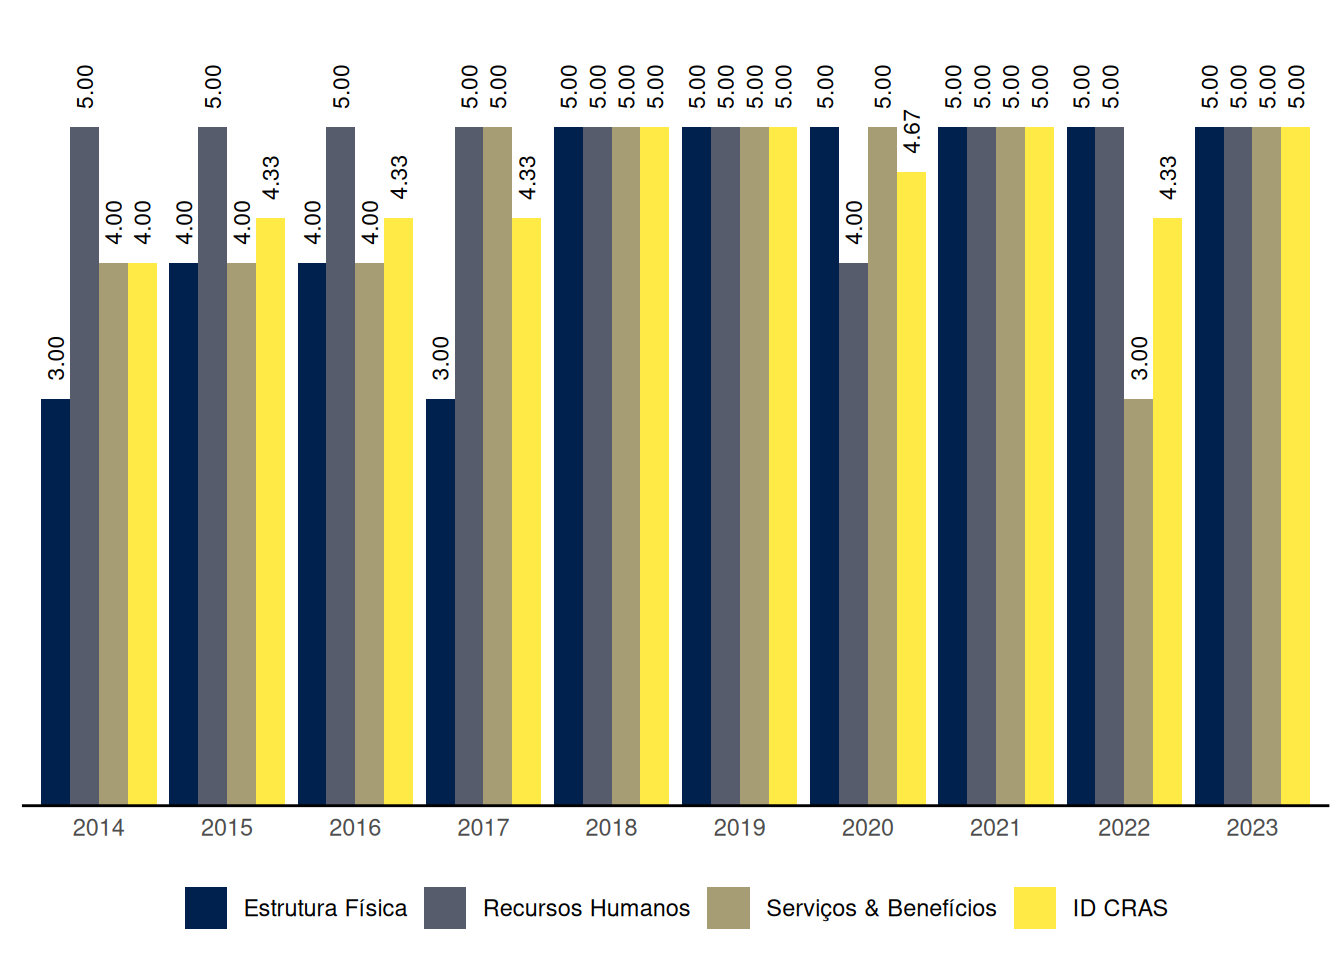 5.00 5.00 5.00 5.00 5.00 5.00 5.00 5.00 5.00 5.00 5.00 5.00 5.00 5.00 5.00 5.00 5.00 5.00 5.00 5.00 5.00 5.00 5.00 5.00 5.00
4.67
4.33 4.33 4.33 4.33
4.00 4.00 4.00 4.00 4.00 4.00 4.00
3.00 3.00 3.00
2014 2015 2016 2017 2018 2019 2020 2021 2022 2023
Estrutura Física Recursos Humanos Serviços & Benefícios ID CRAS